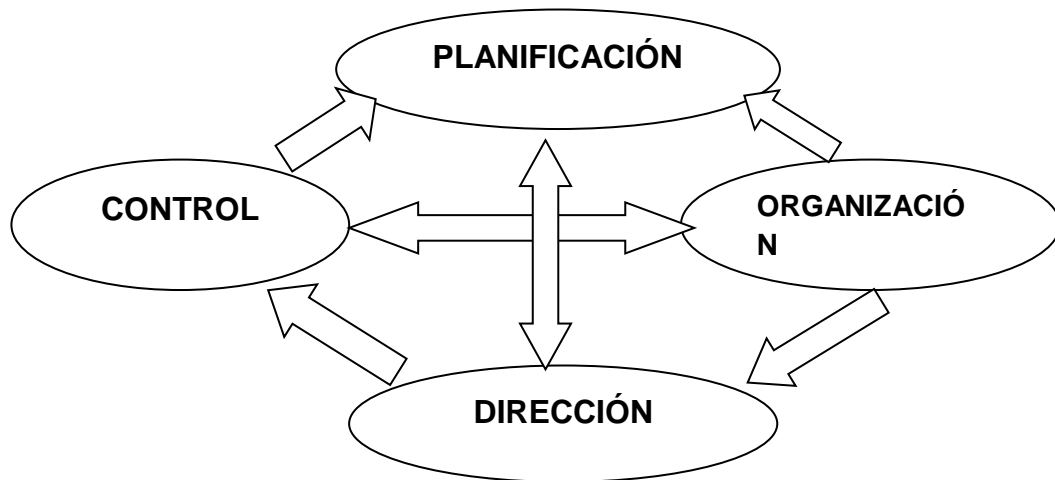 PLANIFICACIÓN
CONTROL
ORGANIZACIÓ
N
DIRECCIÓN